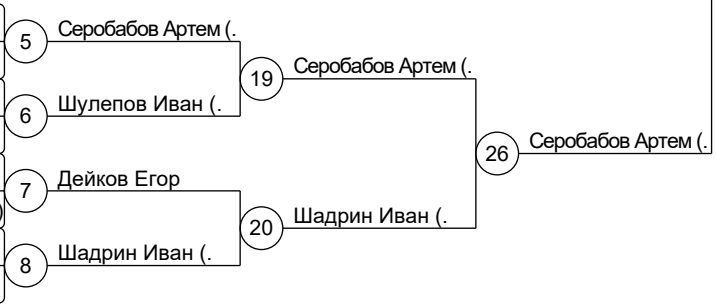 5 Серобабов Артем (.
19 Серобабов Артем (.
6 Шулепов Иван (.
26 Серобабов Артем (.
7 Дейков Егор
)
20 Шадрин Иван (.
8 Шадрин Иван (.